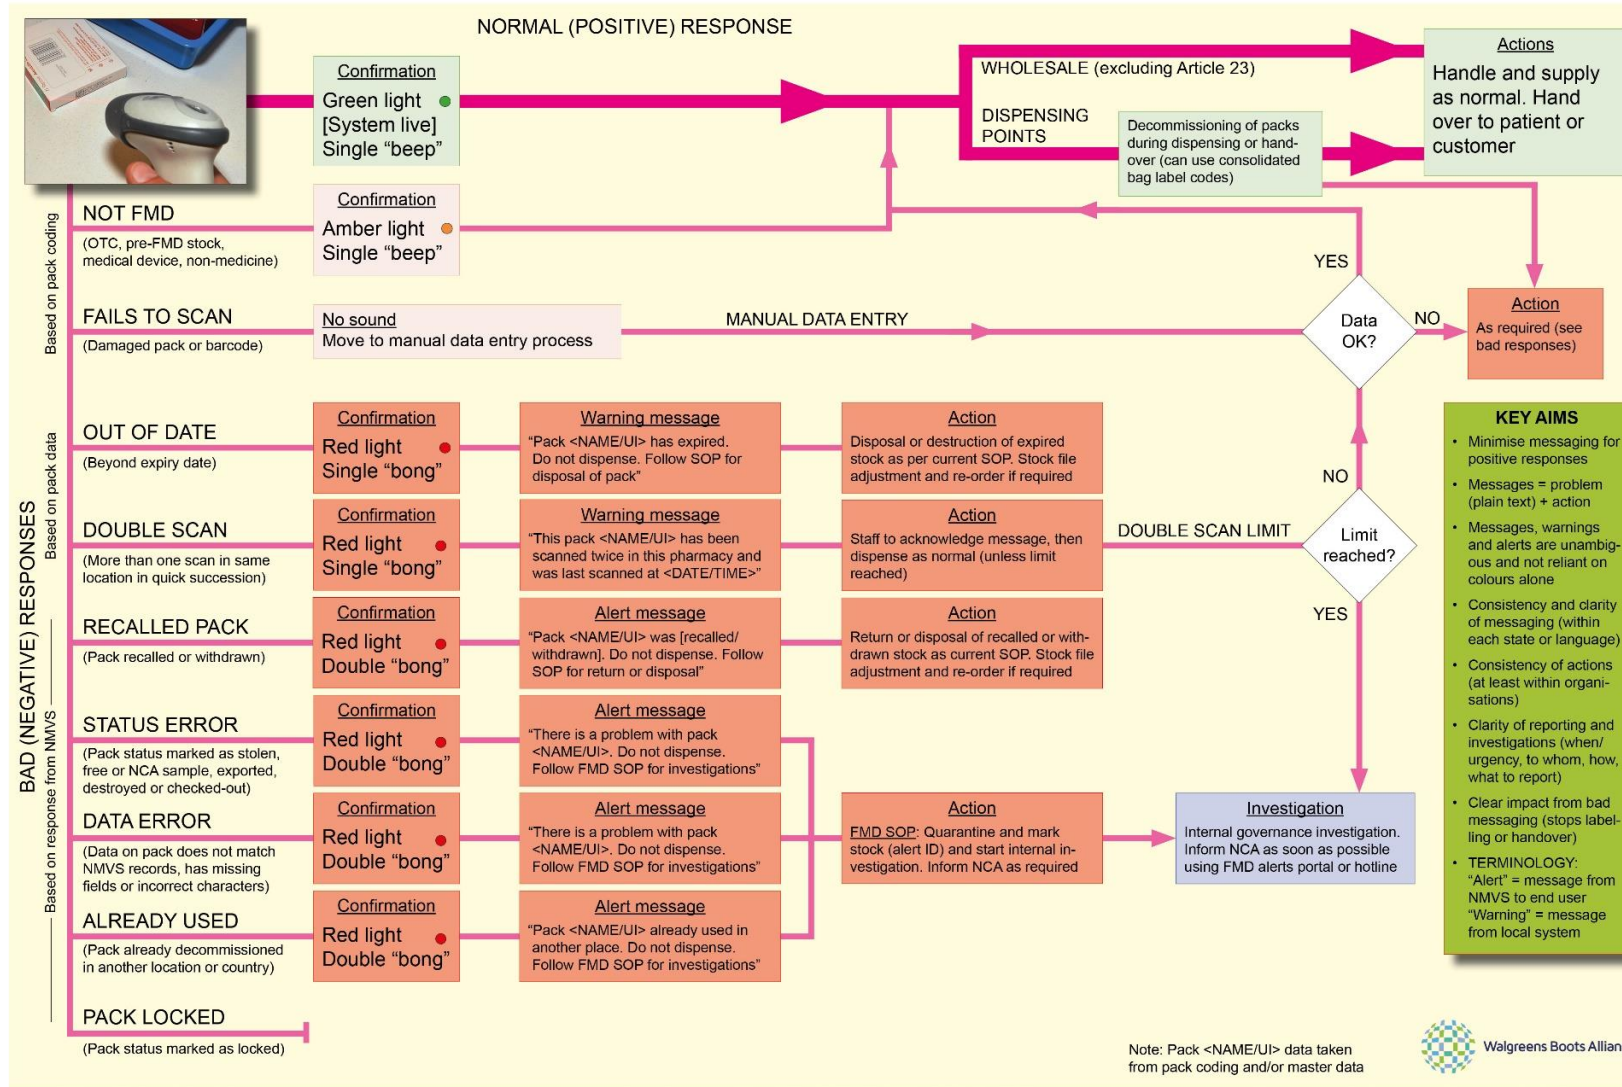 NORMAL (POSITIVE) RESPONSE
Confirmation
Green light
[System live]
Single “beep”
WHOLESALE (excluding Article 23)
DISPENSING
POINTS
Decommissioning of packs
during dispensing or hand-
over (can use consolidated
bag label codes)
Actions
Handle and supply
as normal. Hand
over to patient or
customer
Based on pack coding
NOT FMD
(OTC, pre-FMD stock,
medical device, non-medicine)
Confirmation
Amber light
Single “beep”
YES
FAILS TO SCAN
(Damaged pack or barcode)
No sound
Move to manual data entry process
MANUAL DATA ENTRY
Data
OK?
NO
Action
As required (see
bad responses)
BAD (NEGATIVE) RESPONSES
Based on pack data
OUT OF DATE
(Beyond expiry date)
Confirmation
Red light
Single “bong”
Warning message
“Pack <NAME/UI> has expired.
Do not dispense. Follow SOP for
disposal of pack”
Action
Disposal or destruction of expired
stock as per current SOP. Stock file
adjustment and re-order if required
NO
DOUBLE SCAN
(More than one scan in same
location in quick succession)
Confirmation
Red light
Single “bong”
Warning message
“This pack <NAME/UI> has been
scanned twice in this pharmacy and
was last scanned at <DATE/TIME>”
Action
Staff to acknowledge message, then
dispense as normal (unless limit
reached)
DOUBLE SCAN LIMIT
Limit
reached?
YES
Based on response from NMVS
RECALLED PACK
(Pack recalled or withdrawn)
Confirmation
Red light
Double “bong”
Alert message
“Pack <NAME/UI> was [recalled/
withdrawn]. Do not dispense. Follow
SOP for return or disposal”
Action
Return or disposal of recalled or with-
drawn stock as current SOP. Stock file
adjustment and re-order if required
STATUS ERROR
(Pack status marked as stolen,
free or NCA sample, exported,
destroyed or checked-out)
Confirmation
Red light
Double “bong”
Alert message
“There is a problem with pack
<NAME/UI>. Do not dispense.
Follow FMD SOP for investigations”
DATA ERROR
(Data on pack does not match
NMVS records, has missing
fields or incorrect characters)
Confirmation
Red light
Double “bong”
Alert message
“There is a problem with pack
<NAME/UI>. Do not dispense.
Follow FMD SOP for investigations”
Action
FMD SOP: Quarantine and mark
stock (alert ID) and start internal in-
vestigation. Inform NCA as required
Investigation
Internal governance investigation.
Inform NCA as soon as possible
using FMD alerts portal or hotline
ALREADY USED
(Pack already decommissioned
in another location or country)
Confirmation
Red light
Double “bong”
Alert message
“Pack <NAME/UI> already used in
another place. Do not dispense.
Follow FMD SOP for investigations”
PACK LOCKED
(Pack status marked as locked)
KEY AIMS
• Minimise messaging for
positive responses
• Messages = problem
(plain text) + action
• Messages, warnings
and alerts are unambig-
ous and not reliant on
colours alone
• Consistency and clarity
of messaging (within
each state or language)
• Consistency of actions
(at least within organi-
sations)
• Clarity of reporting and
investigations (when/
urgency, to whom, how,
what to report)
• Clear impact from bad
messaging (stops label-
ling or handover)
• TERMINOLOGY:
“Alert” = message from
NMVS to end user
“Warning” = message
from local system
Note: Pack <NAME/UI> data taken
from pack coding and/or master data
Walgreens Boots Allian